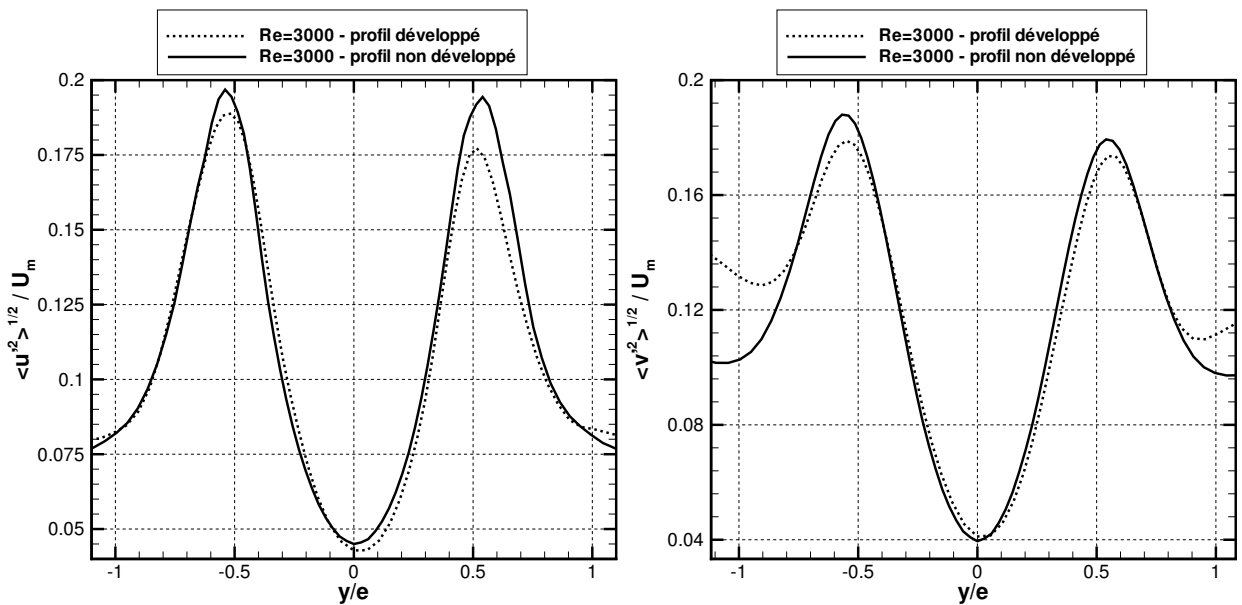 Re=3000 - profil développé
Re=3000 - profil non développé
0.2
0.175
0.15
0.125
0.1
0.075
0.05
<u'²>^1/2 / U_m
-1
-0.5
0
0.5
1
y/e
Re=3000 - profil développé
Re=3000 - profil non développé
0.2
0.16
0.12
0.08
0.04
<v'²>^1/2 / U_m
-1
-0.5
0
0.5
1
y/e